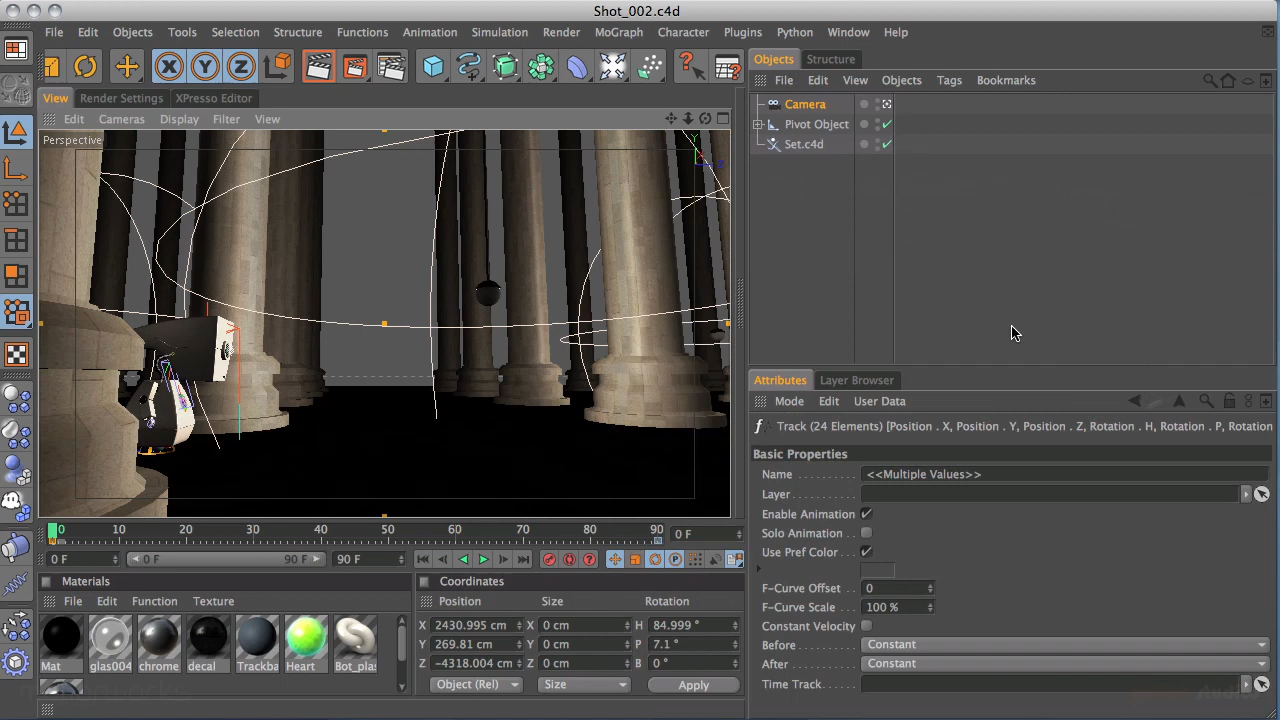 Shot_002.c4d
File Edit Objects Tools Selection Structure Functions Animation Simulation Render MoGraph Character Plugins Python Window Help
Objects Structure
File Edit View Objects Tags Bookmarks
View Render Settings XPresso Editor
Edit Cameras Display Filter View
Perspective
Y
X
Z
Camera
Pivot Object
Set.c4d
Attributes Layer Browser
Mode Edit User Data
Track (24 Elements) [Position . X, Position . Y, Position . Z, Rotation . H, Rotation . P, Rotation
Basic Properties
Name <<Multiple Values>>
Layer
Enable Animation
Solo Animation
Use Pref Color
F-Curve Offset 0
F-Curve Scale 100 %
Constant Velocity
Before Constant
After Constant
Time Track
0 10 20 30 40 50 60 70 80 90 0 F
0 F 0 F 90 F 90 F
Materials
File Edit Function Texture
Mat glas004 chrome decal Trackba Heart Bot_plas
Coordinates
Position Size Rotation
X 2430.995 cm X 0 cm H 84.999 °
Y 269.81 cm Y 0 cm P 7.1 °
Z -4318.004 cm Z 0 cm B 0 °
Object (Rel) Size Apply